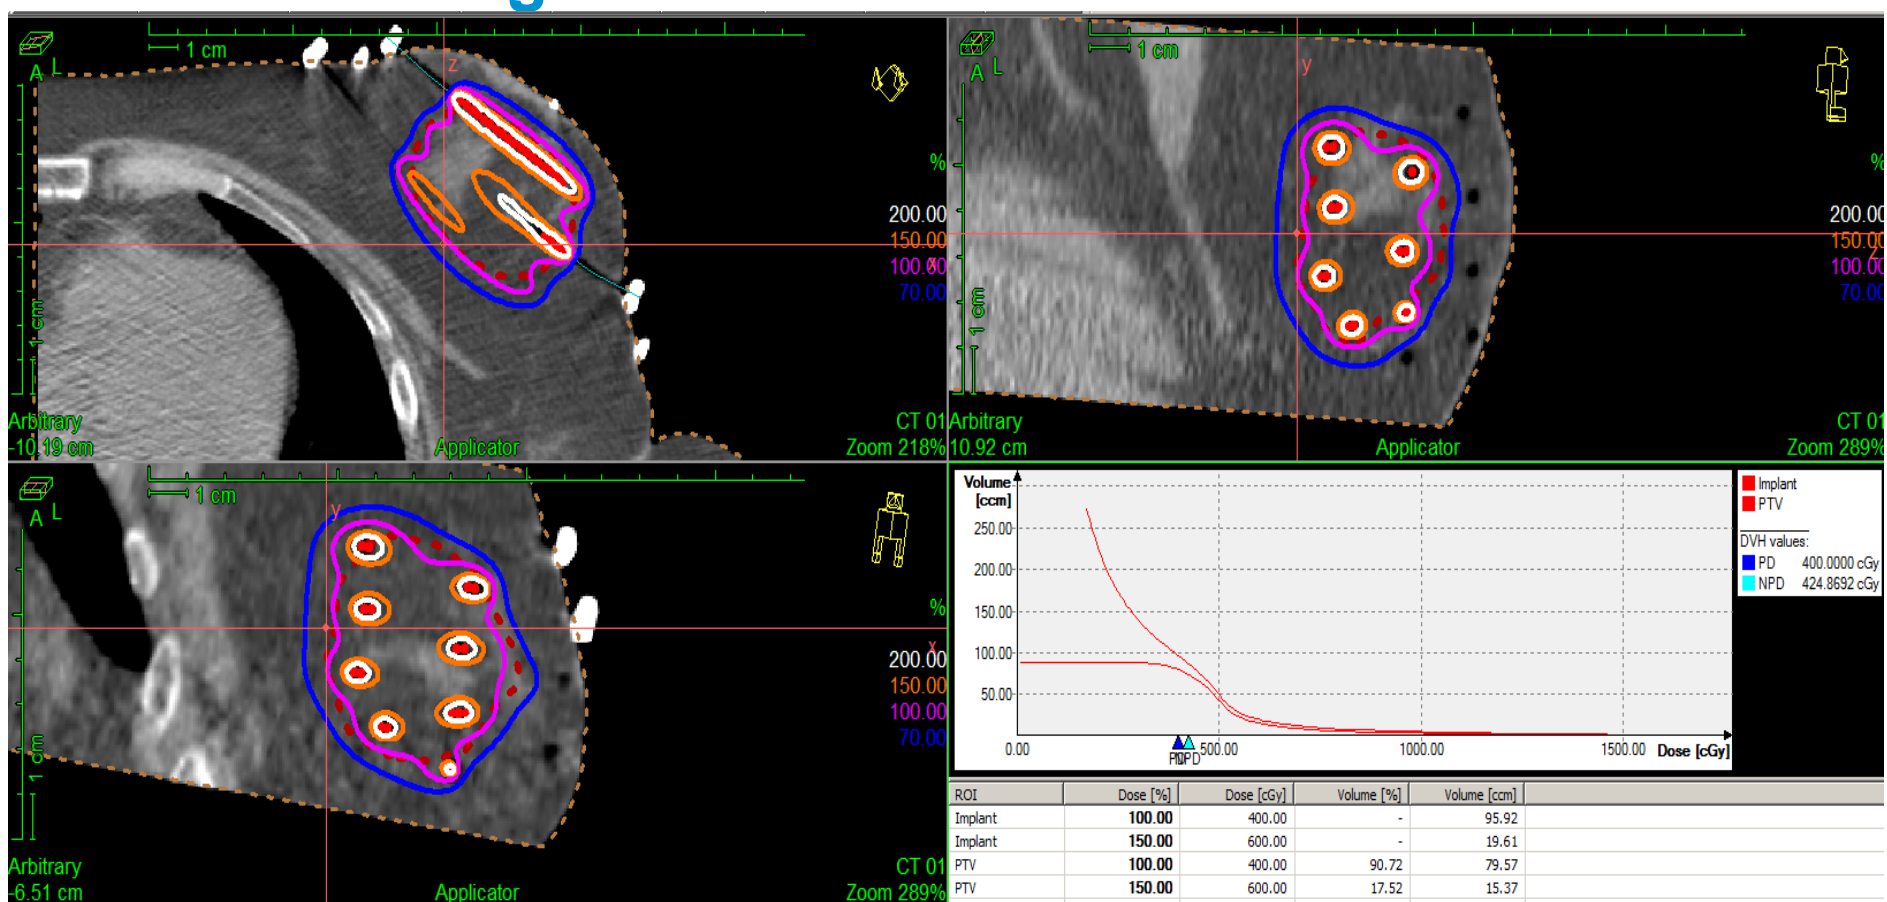 g
1 cm
A L
z
%
200.00
150.00
100.00
x
70.00
1 cm
Arbitrary
-10.19 cm
Applicator
CT 01
Zoom 218%
1 cm
A L
y
%
200.00
150.00
z
100.00
70.00
1 cm
Arbitrary
10.92 cm
Applicator
CT 01
Zoom 289%
1 cm
A L
y
%
x
200.00
150.00
100.00
70.00
1 cm
Arbitrary
-6.51 cm
Applicator
CT 01
Zoom 289%
Volume
[ccm]
250.00
200.00
150.00
100.00
50.00
0.00 500.00 1000.00 1500.00 Dose [cGy]
Implant
PTV
DVH values:
PD 400.0000 cGy
NPD 424.8692 cGy
ROI Dose [%] Dose [cGy] Volume [%] Volume [ccm]
Implant 100.00 400.00 - 95.92
Implant 150.00 600.00 - 19.61
PTV 100.00 400.00 90.72 79.57
PTV 150.00 600.00 17.52 15.37